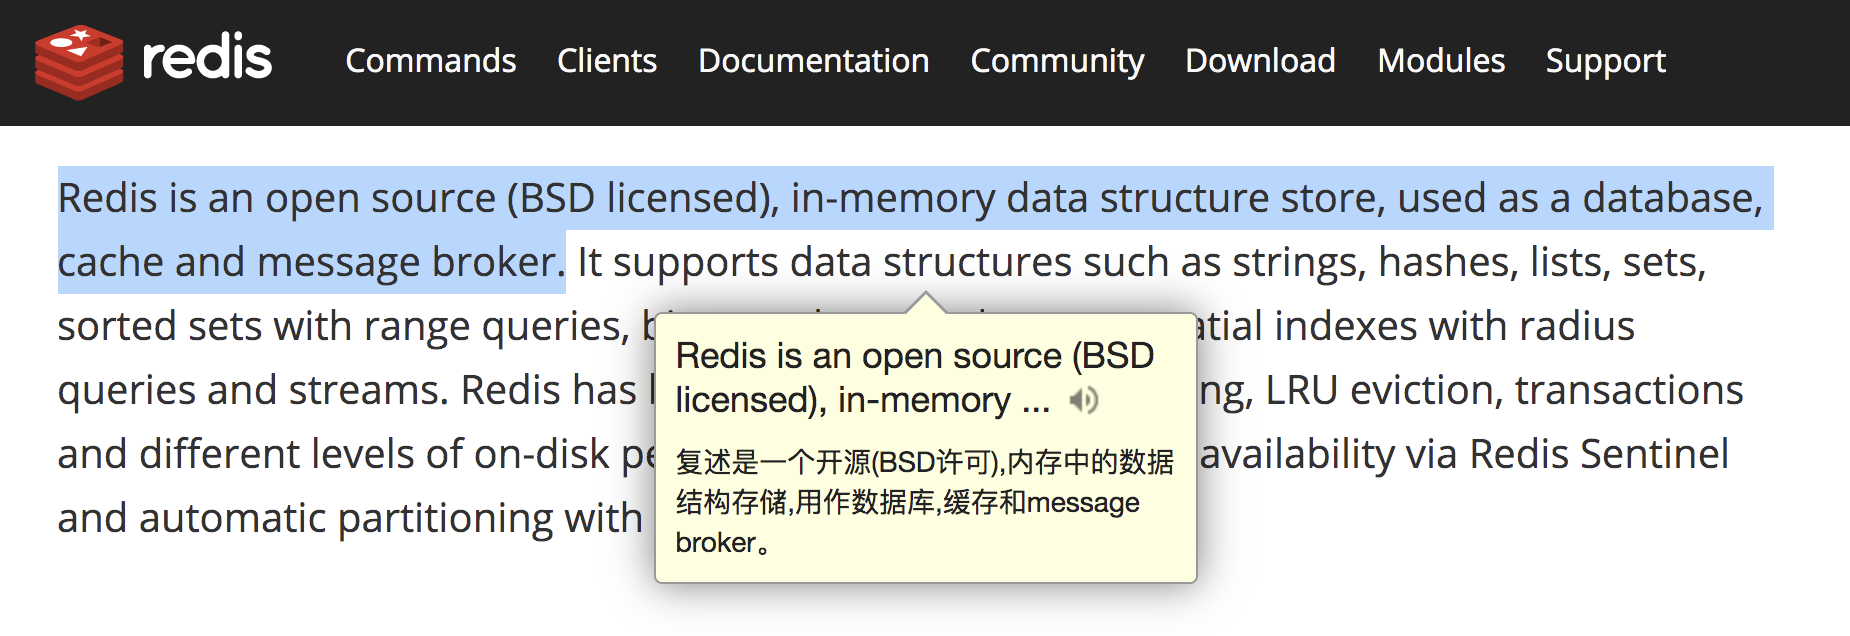 redis Commands Clients Documentation Community Download Modules Support
Redis is an open source (BSD licensed), in-memory data structure store, used as a database,
cache and message broker. It supports data structures such as strings, hashes, lists, sets,
sorted sets with range queries, indexes with radius
queries and streams. Redis has LRU eviction, transactions
and different levels of on-disk availability via Redis Sentinel
and automatic partitioning with
Redis is an open source (BSD
licensed), in-memory ...
复述是一个开源(BSD许可),内存中的数据
结构存储,用作数据库,缓存和message
broker。